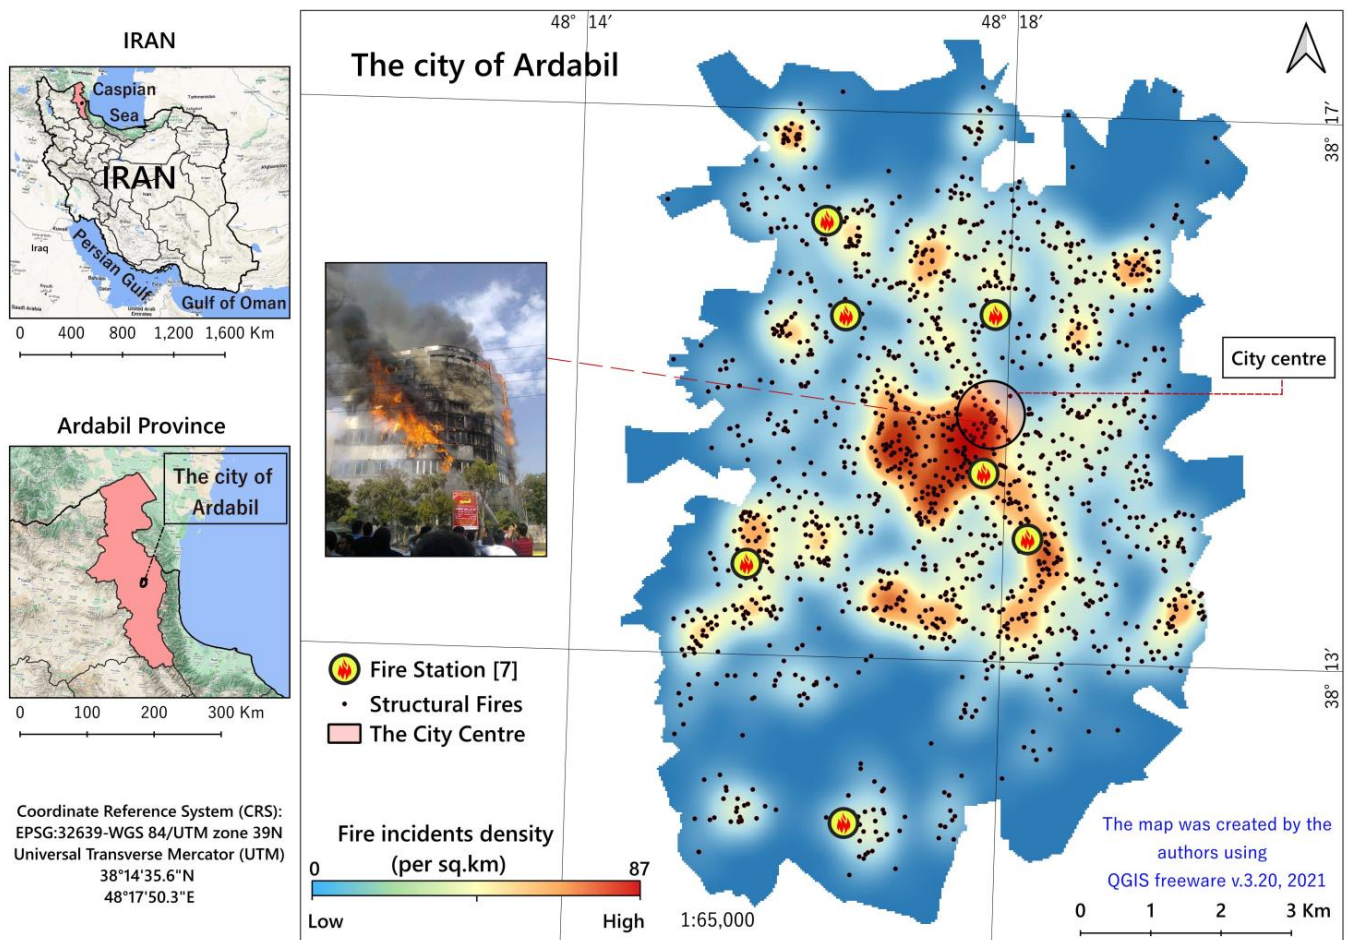 IRAN
Caspian
Sea
IRAN
Iraq
Persian Gulf
Gulf of Oman
0 400 800 1,200 1,600 Km
Ardabil Province
The city of
Ardabil
0 100 200 300 Km
Coordinate Reference System (CRS):
EPSG:32639-WGS 84/UTM zone 39N
Universal Transverse Mercator (UTM)
38°14'35.6"N
48°17'50.3"E
48° 14′
48° 18′
The city of Ardabil
38° 17′
City centre
38° 13′
Fire Station [7]
Structural Fires
The City Centre
Fire incidents density
(per sq.km)
0 87
Low High
1:65,000
The map was created by the
authors using
QGIS freeware v.3.20, 2021
0 1 2 3 Km